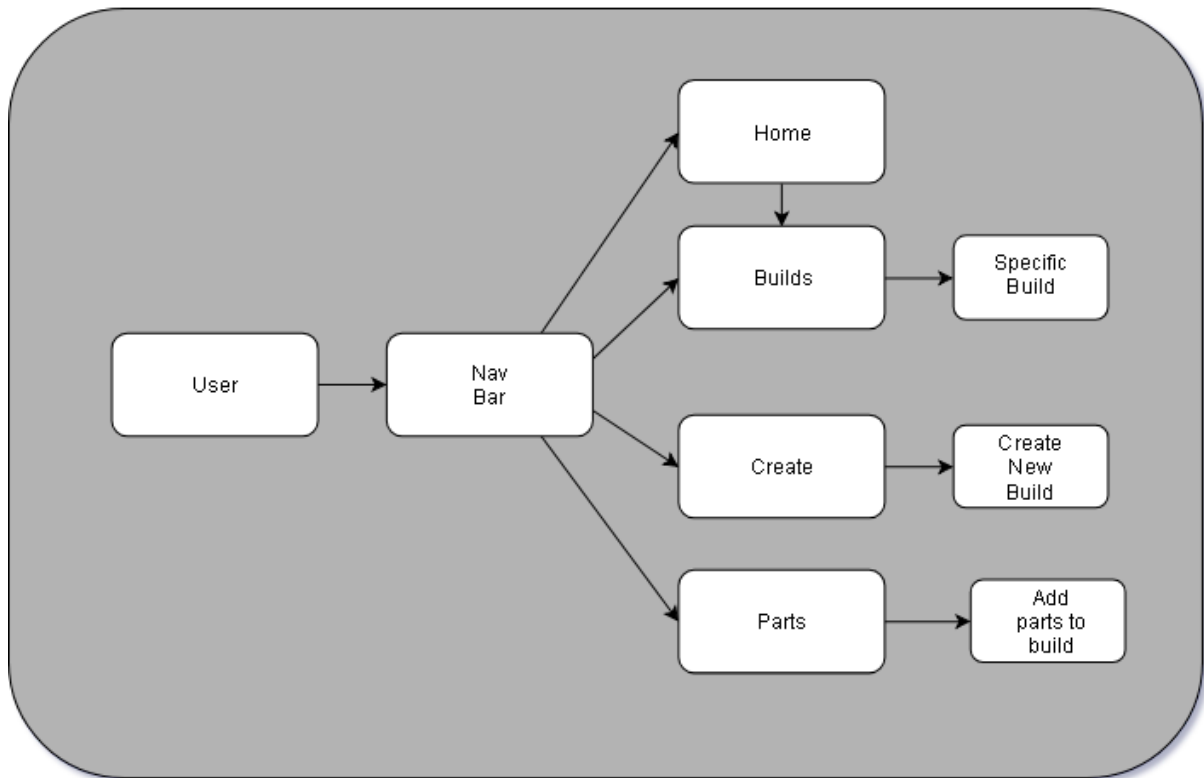 Home
Builds
Specific
Build
User
Nav
Bar
Create
Create
New
Build
Parts
Add
parts to
build